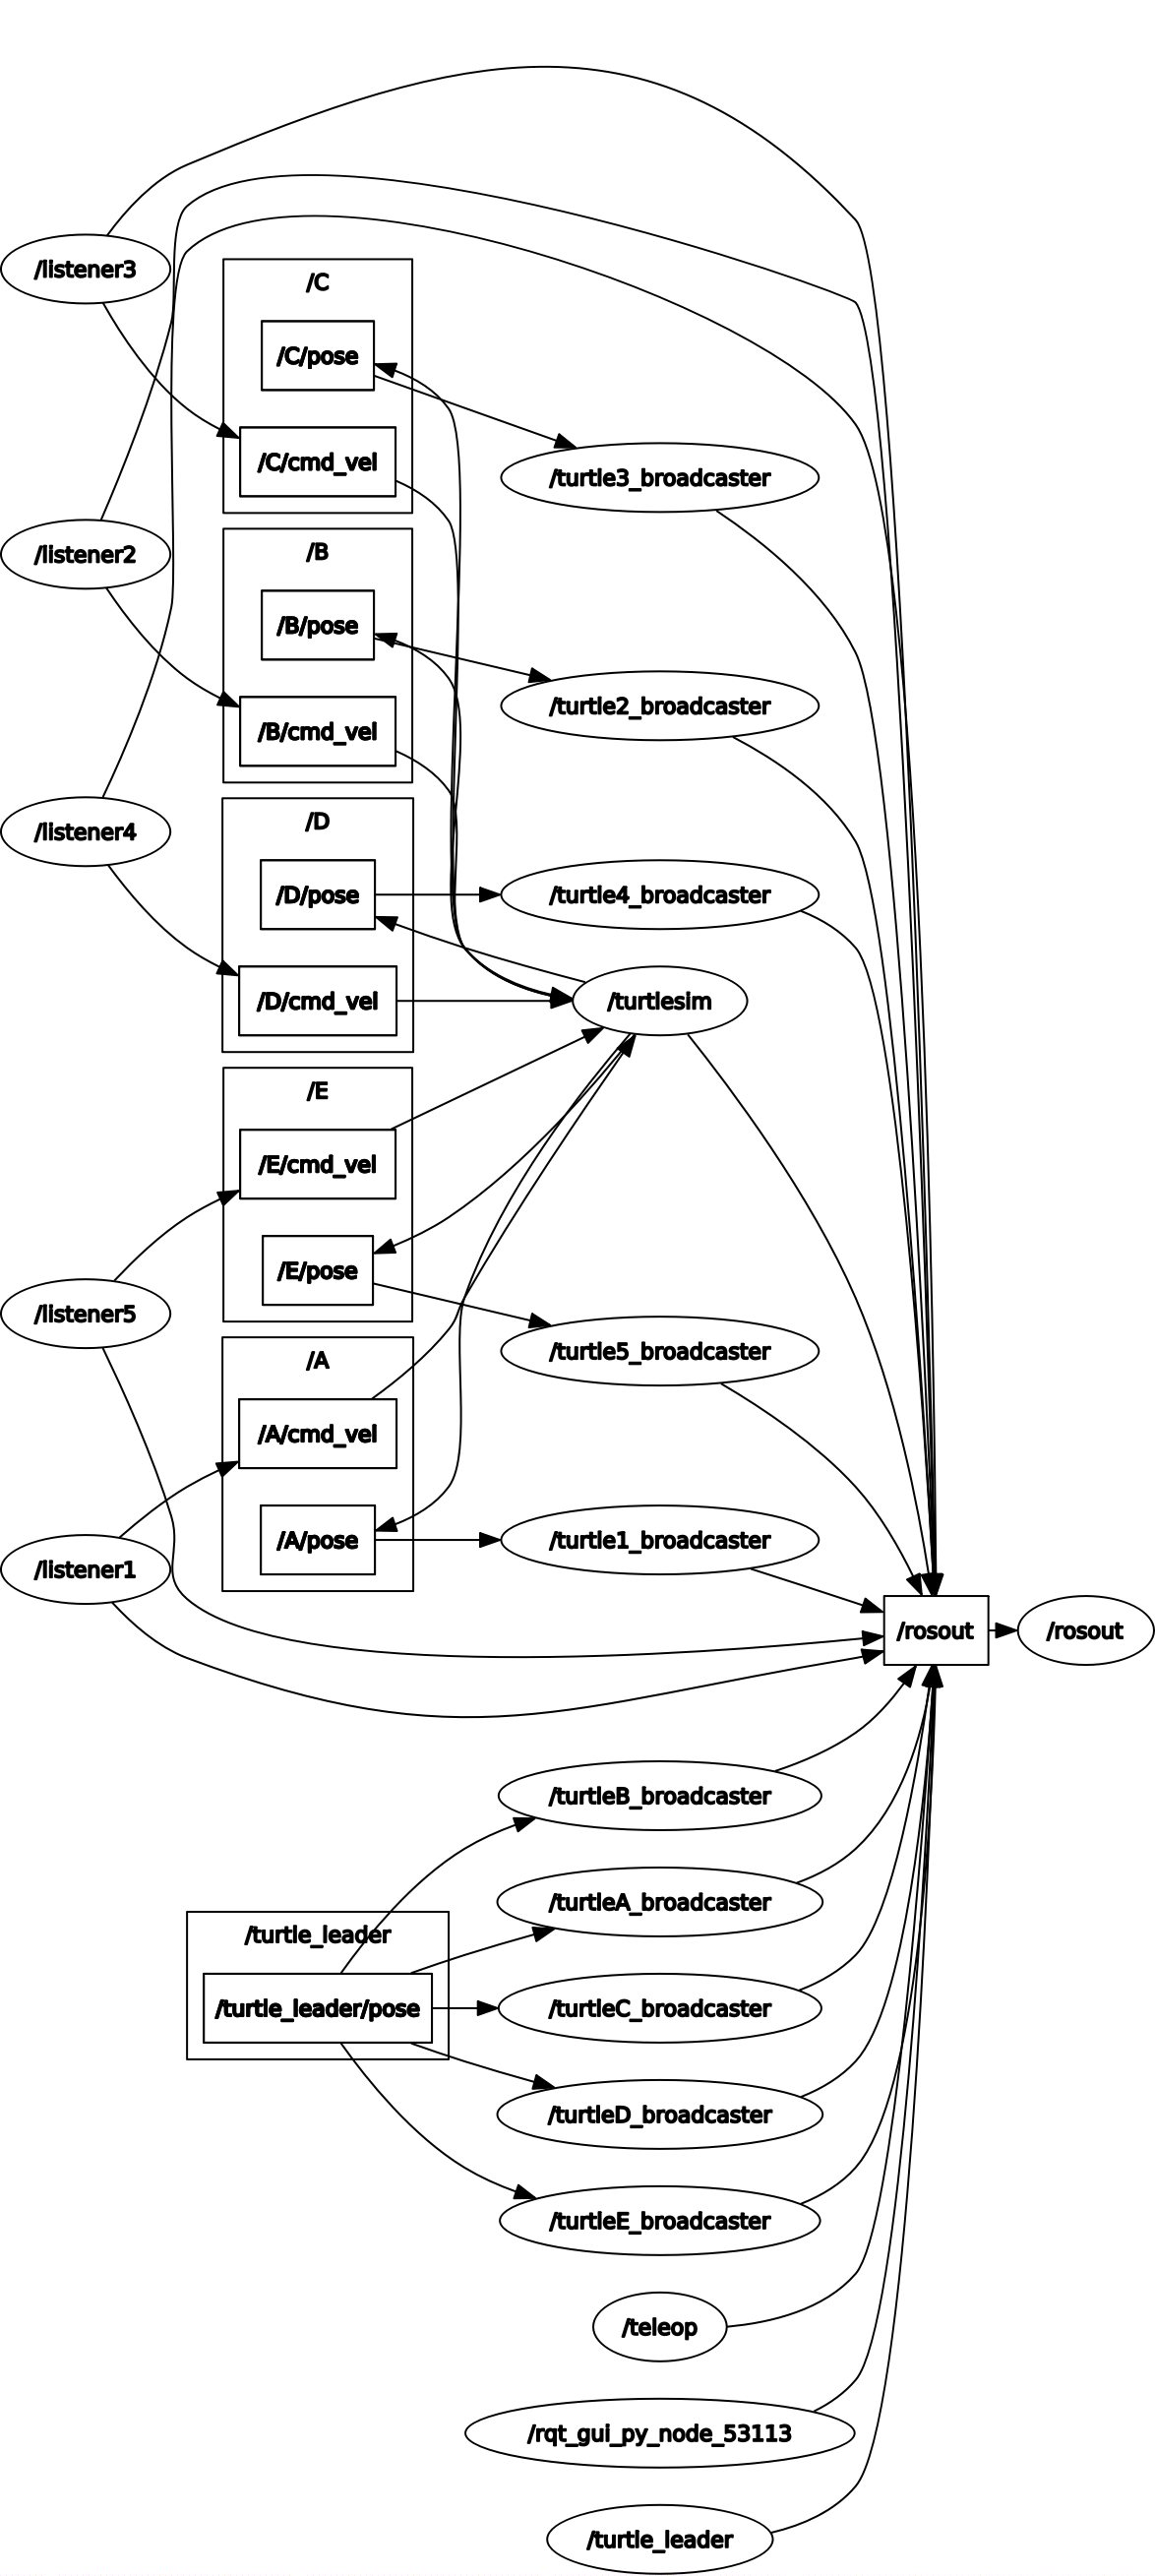 /listener3
/C
/C/pose
/C/cmd_vel
/turtle3_broadcaster
/listener2
/B
/B/pose
/turtle2_broadcaster
/B/cmd_vel
/D
/listener4
/D/pose
/turtle4_broadcaster
/D/cmd_vel
/turtlesim
/E
/E/cmd_vel
/E/pose
/listener5
/turtle5_broadcaster
/A
/A/cmd_vel
/A/pose
/turtle1_broadcaster
/listener1
/rosout
/rosout
/turtleB_broadcaster
/turtleA_broadcaster
/turtle_leader
/turtle_leader/pose
/turtleC_broadcaster
/turtleD_broadcaster
/turtleE_broadcaster
/teleop
/rqt_gui_py_node_53113
/turtle_leader